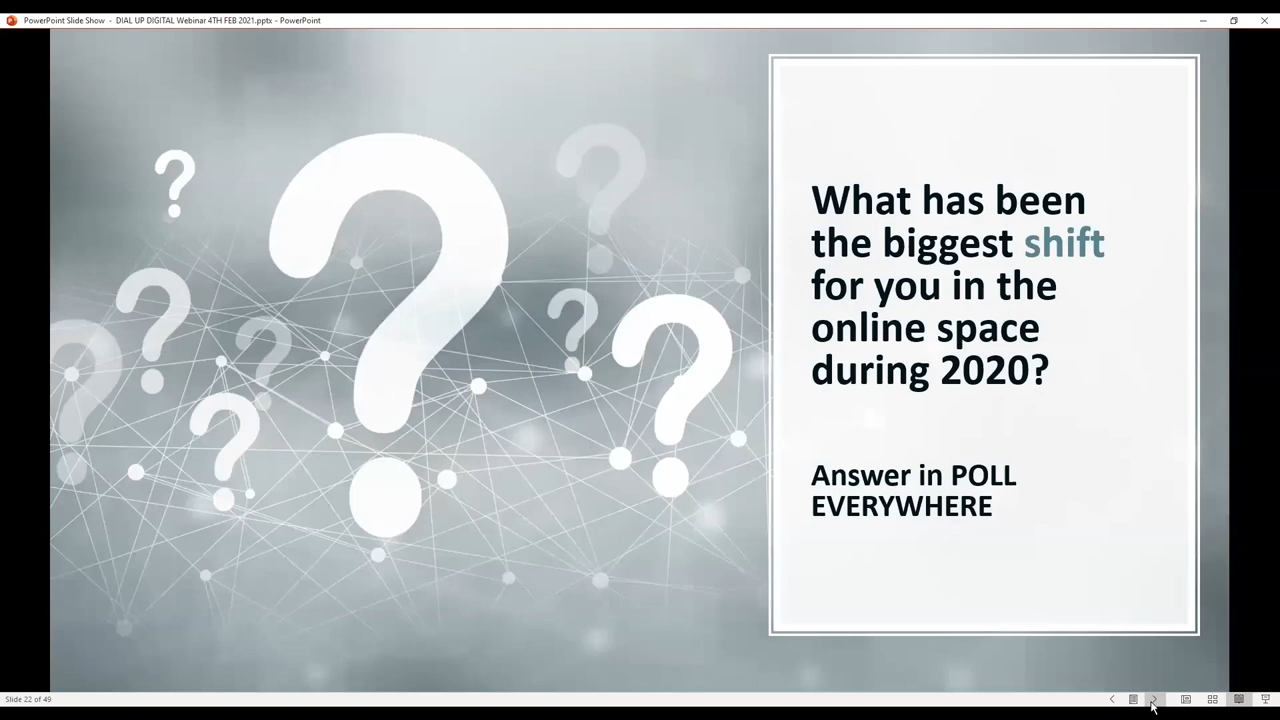 PowerPoint Slide Show - DIAL UP DIGITAL Webinar 4TH FEB 2021.pptx - PowerPoint
What has been
the biggest shift
for you in the
online space
during 2020?
Answer in POLL
EVERYWHERE
Slide 22 of 49